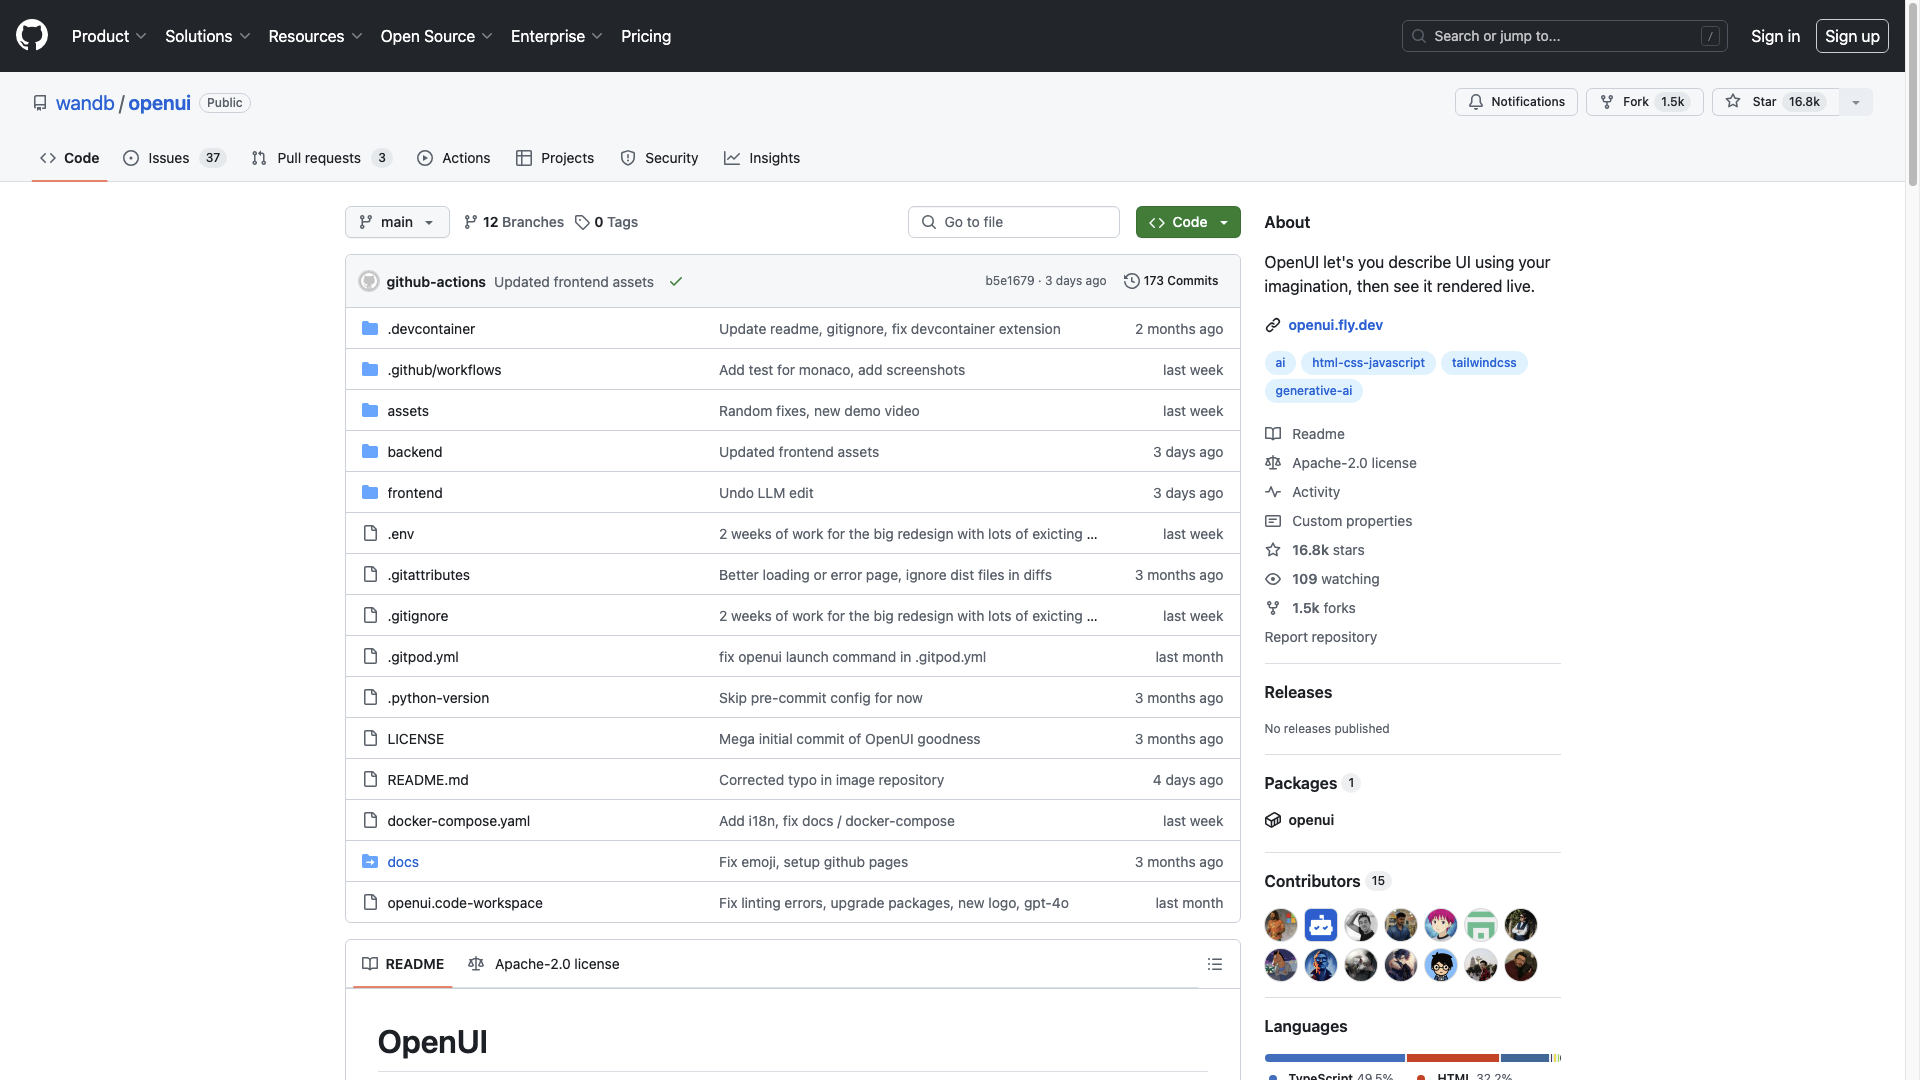 Product Solutions Resources Open Source Enterprise Pricing Search or jump to... / Sign in Sign up
wandb / openui Public Notifications Fork 1.5k Star 16.8k
Code Issues 37 Pull requests 3 Actions Projects Security Insights
main 12 Branches 0 Tags Go to file Code
github-actions Updated frontend assets b5e1679 · 3 days ago 173 Commits
.devcontainer Update readme, gitignore, fix devcontainer extension 2 months ago
.github/workflows Add test for monaco, add screenshots last week
assets Random fixes, new demo video last week
backend Updated frontend assets 3 days ago
frontend Undo LLM edit 3 days ago
.env 2 weeks of work for the big redesign with lots of exicting ... last week
.gitattributes Better loading or error page, ignore dist files in diffs 3 months ago
.gitignore 2 weeks of work for the big redesign with lots of exicting ... last week
.gitpod.yml fix openui launch command in .gitpod.yml last month
.python-version Skip pre-commit config for now 3 months ago
LICENSE Mega initial commit of OpenUI goodness 3 months ago
README.md Corrected typo in image repository 4 days ago
docker-compose.yaml Add i18n, fix docs / docker-compose last week
docs Fix emoji, setup github pages 3 months ago
openui.code-workspace Fix linting errors, upgrade packages, new logo, gpt-4o last month
README Apache-2.0 license
OpenUI
About
OpenUI let's you describe UI using your
imagination, then see it rendered live.
openui.fly.dev
ai html-css-javascript tailwindcss
generative-ai
Readme
Apache-2.0 license
Activity
Custom properties
16.8k stars
109 watching
1.5k forks
Report repository
Releases
No releases published
Packages 1
openui
Contributors 15
Languages
TypeScript 49.5% HTML 32.2%